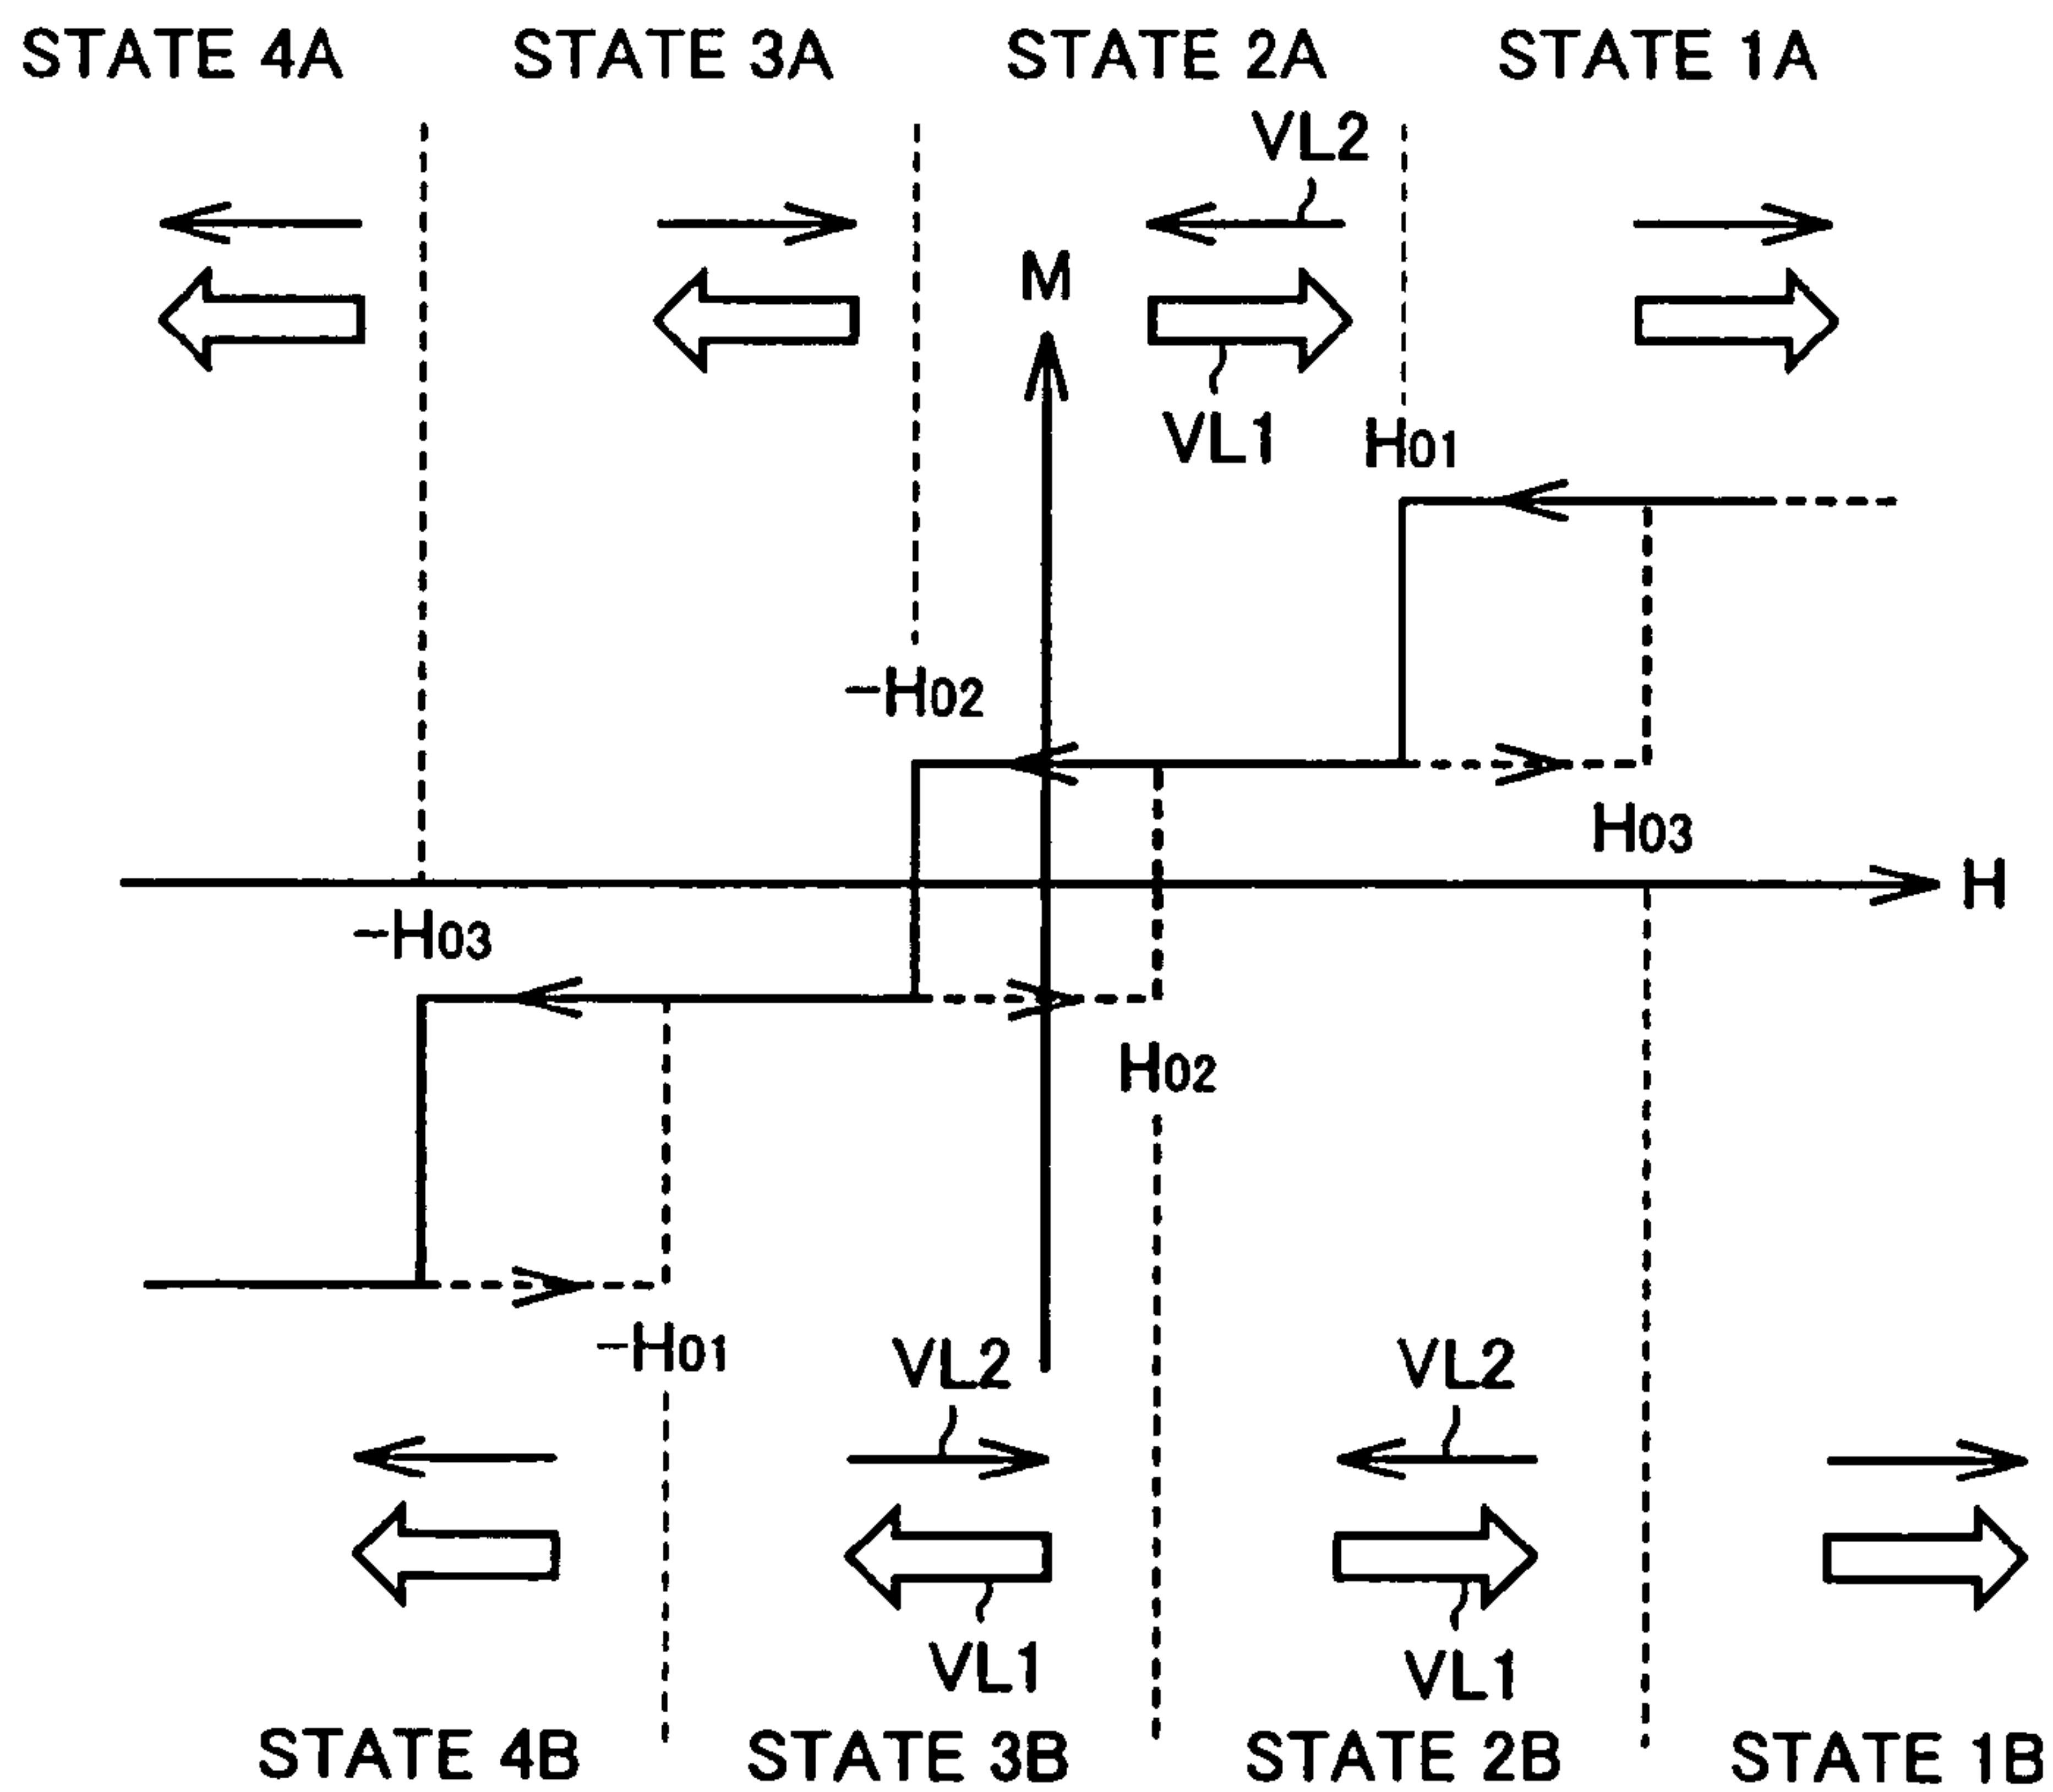 STATE 4A STATE 3A STATE 2A STATE 1A
VL2
M
VL1
H01
-H02
H03
H
-H03
H02
-H01
VL2 VL2
VL1 VL1
STATE 4B STATE 3B STATE 2B STATE 1B